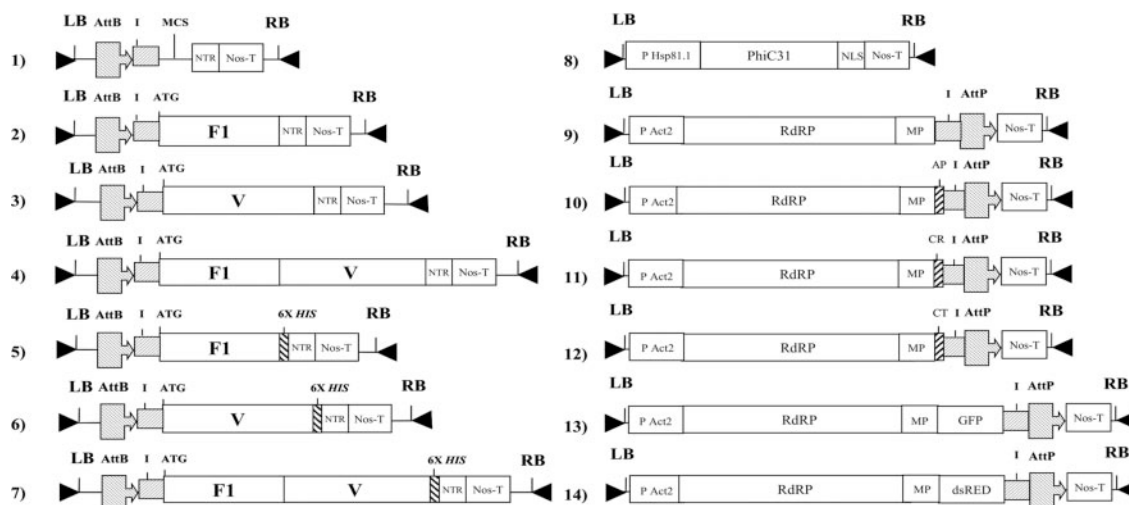 LB AttB I MCS RB
1) NTR Nos-T
LB AttB I ATG RB
2) F1 NTR Nos-T
LB AttB I ATG RB
3) V NTR Nos-T
LB AttB I ATG RB
4) F1 V NTR Nos-T
LB AttB I ATG 6X HIS RB
5) F1 NTR Nos-T
LB AttB I ATG 6X HIS RB
6) V NTR Nos-T
LB AttB I ATG 6X HIS RB
7) F1 V NTR Nos-T
LB RB
8) P Hsp81.1 PhiC31 NLS Nos-T
LB I AttP RB
9) P Act2 RdRP MP Nos-T
LB AP I AttP RB
10) P Act2 RdRP MP Nos-T
LB CR I AttP RB
11) P Act2 RdRP MP Nos-T
LB CT I AttP RB
12) P Act2 RdRP MP Nos-T
LB I AttP RB
13) P Act2 RdRP MP GFP Nos-T
LB I AttP RB
14) P Act2 RdRP MP dsRED Nos-T